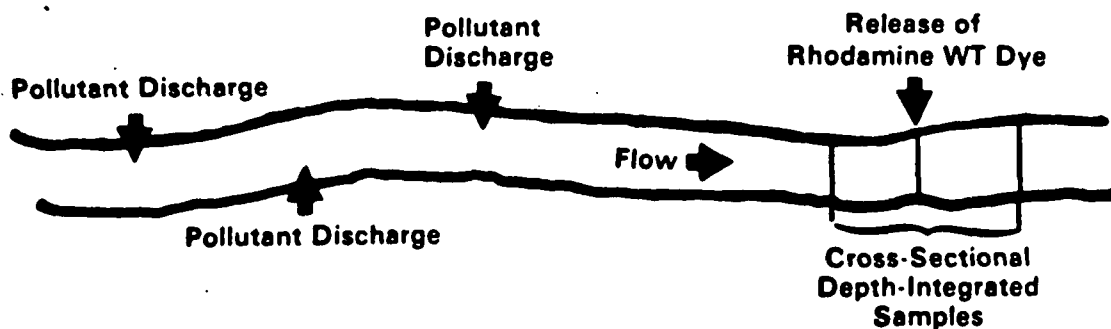 Pollutant Discharge
Pollutant
Discharge
Release of
Rhodamine WT Dye
Flow
Pollutant Discharge
Cross-Sectional
Depth-Integrated
Samples